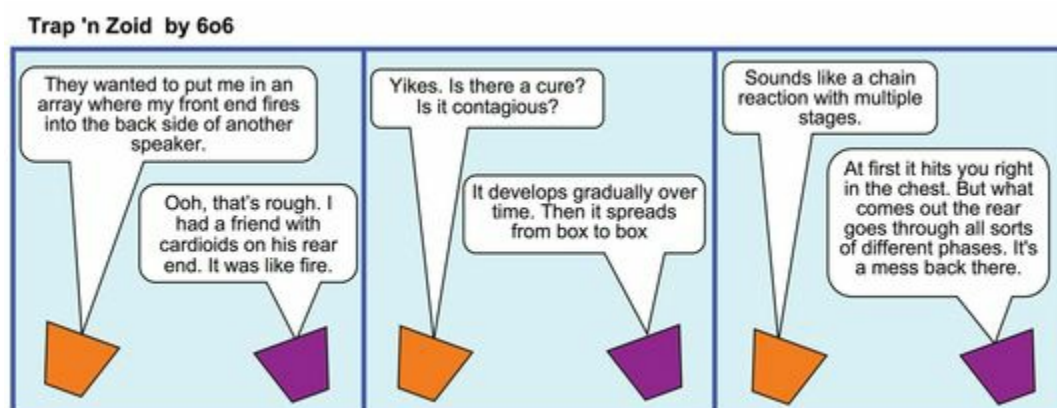 Trap 'n Zoid by 6o6
They wanted to put me in an
array where my front end fires
into the back side of another
speaker.
Ooh, that's rough. I
had a friend with
cardioids on his rear
end. It was like fire.
Yikes. Is there a cure?
Is it contagious?
It develops gradually over
time. Then it spreads
from box to box
Sounds like a chain
reaction with multiple
stages.
At first it hits you right
in the chest. But what
comes out the rear
goes through all sorts
of different phases. It's
a mess back there.